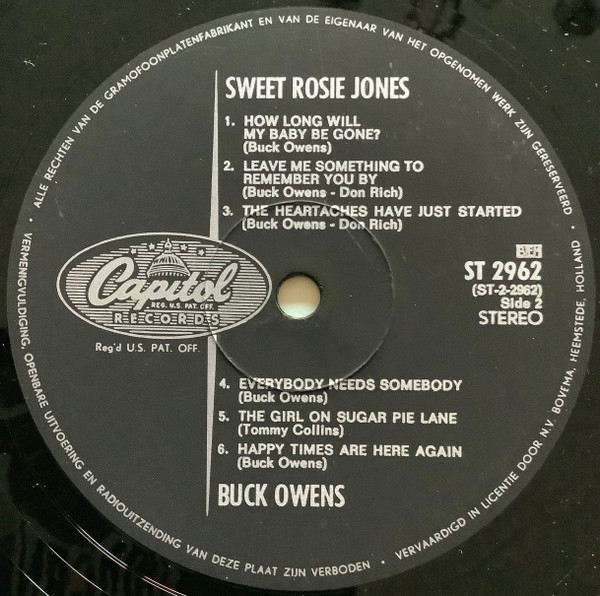 ALLE RECHTEN VAN DE GRAMOFOONPLATENFABRIKANT EN VAN DE EIGENAAR VAN HET OPGENOMEN WERK ZIJN GERESERVEERD •
SWEET ROSIE JONES
1. HOW LONG WILL
MY BABY BE GONE?
(Buck Owens)
2. LEAVE ME SOMETHING TO
REMEMBER YOU BY
(Buck Owens - Don Rich)
3. THE HEARTACHES HAVE JUST STARTED
(Buck Owens - Don Rich)
Capitol
REG. U.S. PAT. OFF.
RECORDS
Reg'd U.S. PAT. OFF.
ST 2962
(ST-2-2962)
Side 2
STEREO
4. EVERYBODY NEEDS SOMEBODY
(Buck Owens)
5. THE GIRL ON SUGAR PIE LANE
(Tommy Collins)
6. HAPPY TIMES ARE HERE AGAIN
(Buck Owens)
BUCK OWENS
• VERMENIGVULDIGING, OPENBARE UITVOERING EN RADIOUITZENDING VAN DEZE PLAAT ZIJN VERBODEN •
VERVAARDIGD IN LICENTIE DOOR N.V. BOVEMA, HEEMSTEDE, HOLLAND •